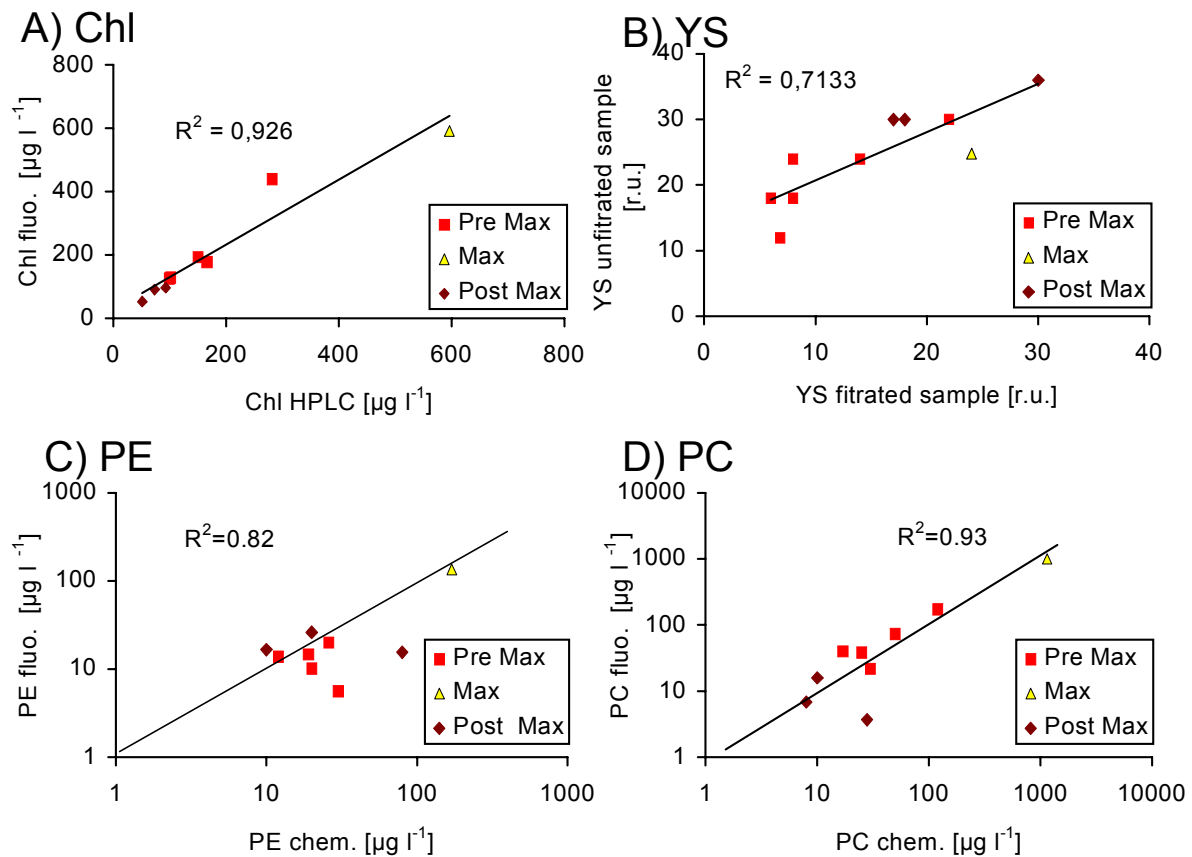 A) Chl
800
600
400
200
0
Chl fluo. [µg l⁻¹]
R² = 0,926
Pre Max
Max
Post Max
0 200 400 600 800
Chl HPLC [µg l⁻¹]
B) YS
40
30
20
10
0
YS unfitrated sample
[r.u.]
R² = 0,7133
Pre Max
Max
Post Max
0 10 20 30 40
YS fitrated sample [r.u.]
C) PE
1000
100
10
1
PE fluo. [µg l⁻¹]
R²=0.82
Pre Max
Max
Post Max
1 10 100 1000
PE chem. [µg l⁻¹]
D) PC
10000
1000
100
10
1
PC fluo. [µg l⁻¹]
R²=0.93
Pre Max
Max
Post Max
1 10 100 1000 10000
PC chem. [µg l⁻¹]